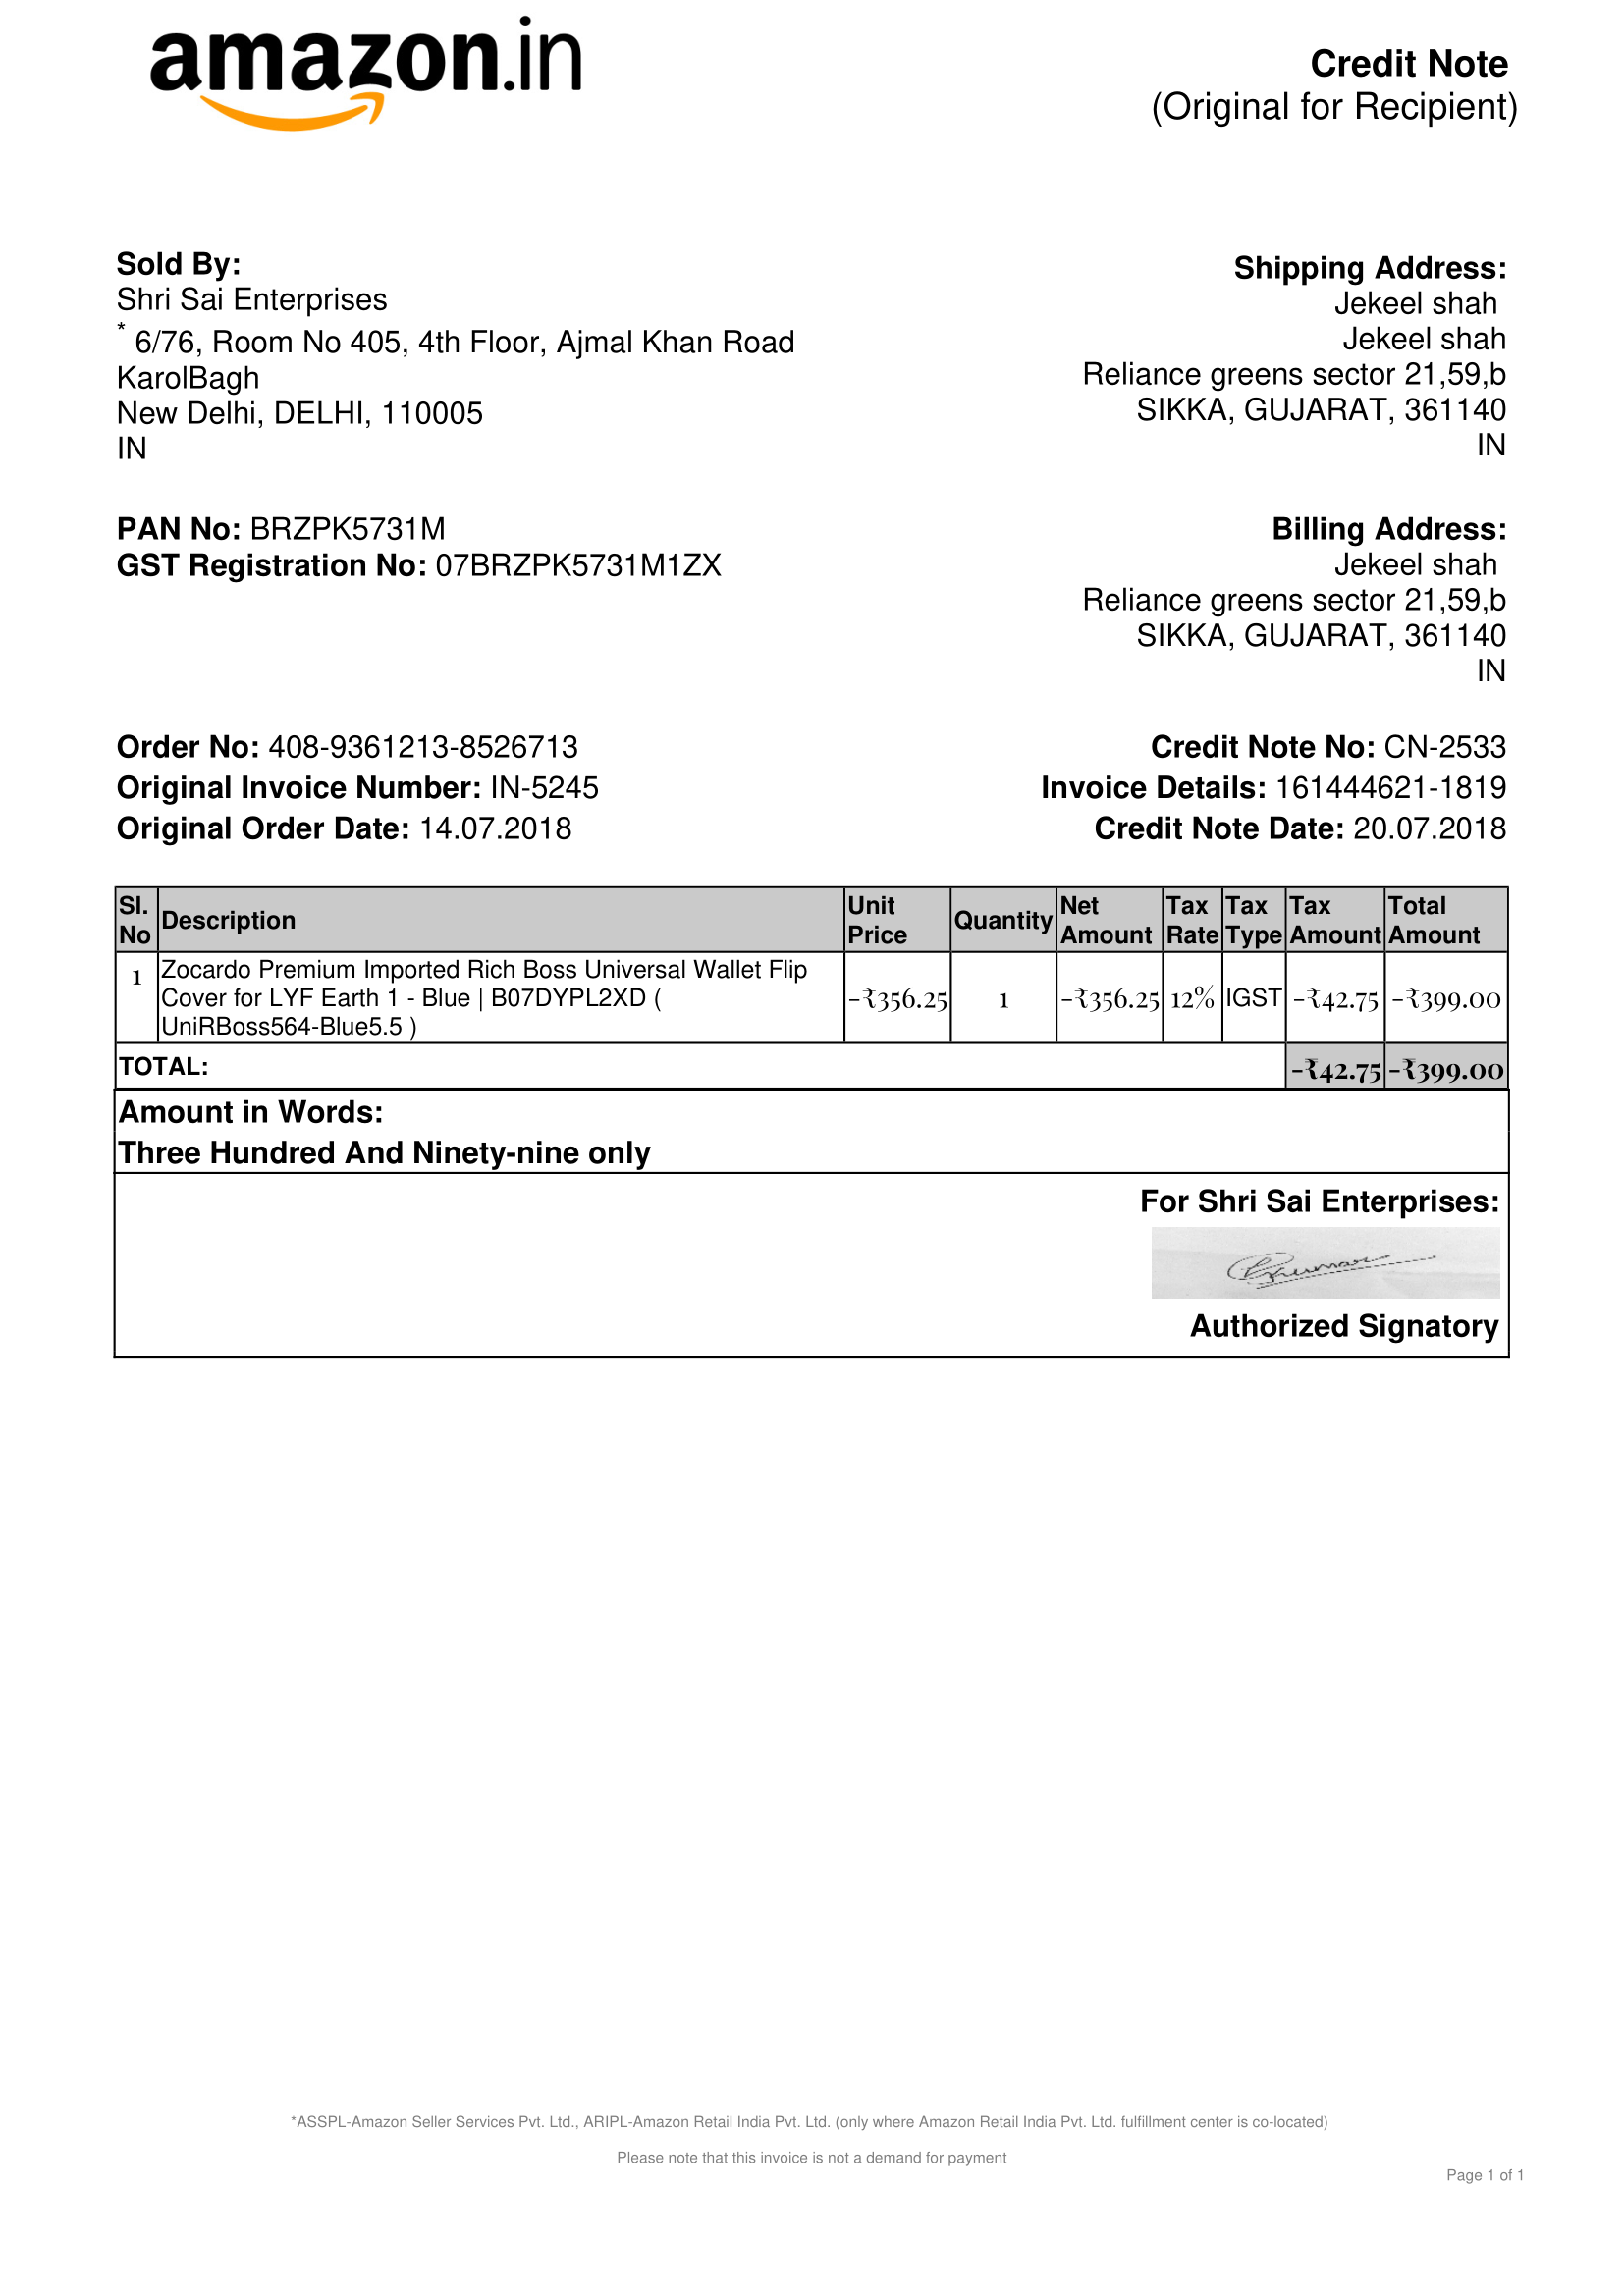 amazon.in
Credit Note
(Original for Recipient)
Sold By:
Shri Sai Enterprises
* 6/76, Room No 405, 4th Floor, Ajmal Khan Road
KarolBagh
New Delhi, DELHI, 110005
IN
Shipping Address:
Jekeel shah
Jekeel shah
Reliance greens sector 21,59,b
SIKKA, GUJARAT, 361140
IN
PAN No: BRZPK5731M
GST Registration No: 07BRZPK5731M1ZX
Billing Address:
Jekeel shah
Reliance greens sector 21,59,b
SIKKA, GUJARAT, 361140
IN
Order No: 408-9361213-8526713
Original Invoice Number: IN-5245
Original Order Date: 14.07.2018
Credit Note No: CN-2533
Invoice Details: 161444621-1819
Credit Note Date: 20.07.2018
Sl. No Description Unit Price Quantity Net Amount Tax Rate Tax Type Tax Amount Total Amount
1 Zocardo Premium Imported Rich Boss Universal Wallet Flip
Cover for LYF Earth 1 - Blue | B07DYPL2XD ( -₹356.25 1 -₹356.25 12% IGST -₹42.75 -₹399.00
UniRBoss564-Blue5.5 )
TOTAL: -₹42.75 -₹399.00
Amount in Words:
Three Hundred And Ninety-nine only
For Shri Sai Enterprises:
Authorized Signatory
*ASSPL-Amazon Seller Services Pvt. Ltd., ARIPL-Amazon Retail India Pvt. Ltd. (only where Amazon Retail India Pvt. Ltd. fulfillment center is co-located)
Please note that this invoice is not a demand for payment
Page 1 of 1